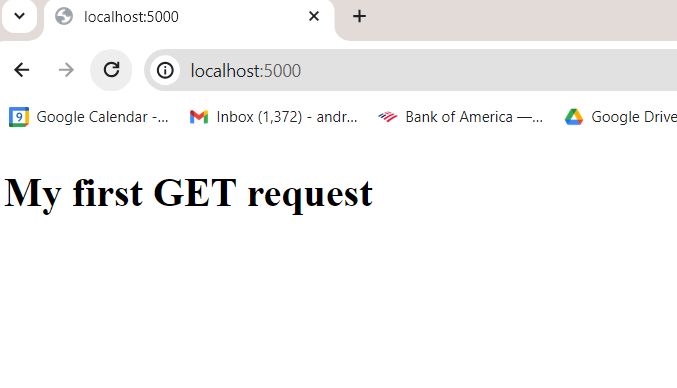 localhost:5000
localhost:5000
9 Google Calendar -... Inbox (1,372) - andr... Bank of America —... Google Drive
My first GET request